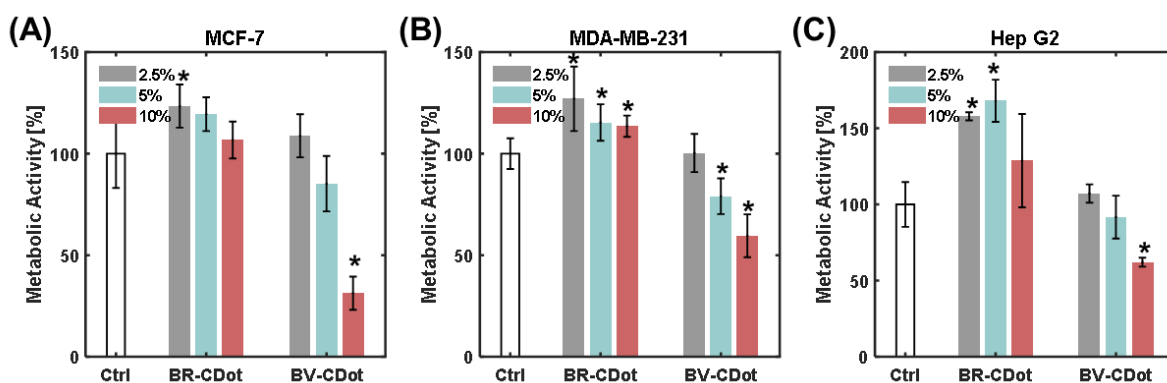 (A)
MCF-7
Metabolic Activity [%]
150
100
50
0
2.5%
5%
10%
*
*
Ctrl
BR-CDot
BV-CDot
(B)
MDA-MB-231
Metabolic Activity [%]
150
100
50
0
2.5%
5%
10%
*
*
*
*
*
Ctrl
BR-CDot
BV-CDot
(C)
Hep G2
Metabolic Activity [%]
200
150
100
50
0
2.5%
5%
10%
*
*
*
Ctrl
BR-CDot
BV-CDot